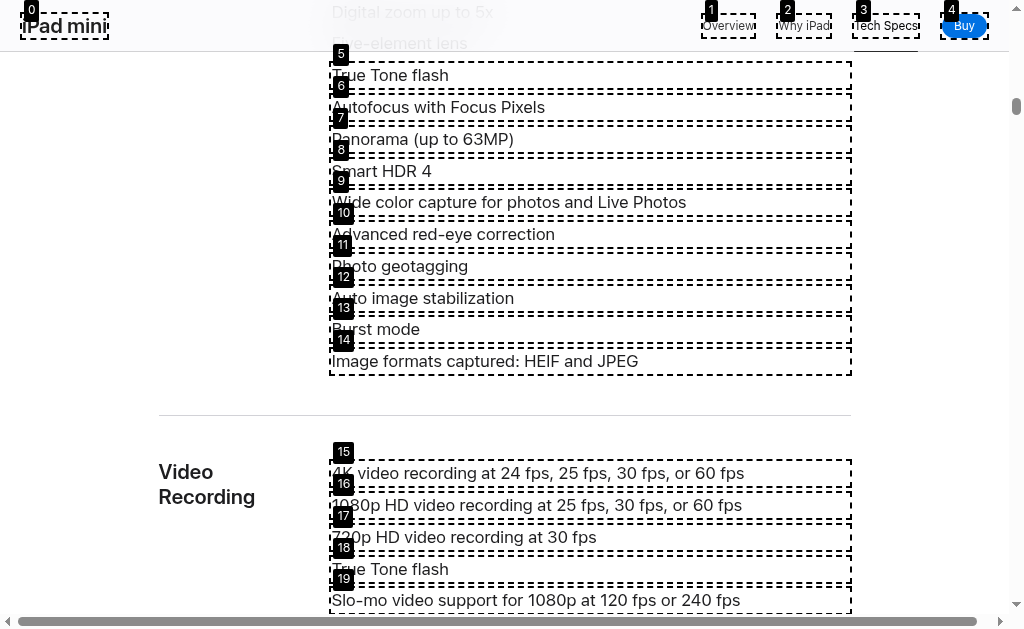 iPad mini
Overview
Why iPad
Tech Specs
Buy
Digital zoom up to 5x
Five-element lens
True Tone flash
Autofocus with Focus Pixels
Panorama (up to 63MP)
Smart HDR 4
Wide color capture for photos and Live Photos
Advanced red-eye correction
Photo geotagging
Auto image stabilization
Burst mode
Image formats captured: HEIF and JPEG
Video
Recording
4K video recording at 24 fps, 25 fps, 30 fps, or 60 fps
1080p HD video recording at 25 fps, 30 fps, or 60 fps
720p HD video recording at 30 fps
True Tone flash
Slo-mo video support for 1080p at 120 fps or 240 fps
0
1
2
3
4
5
6
7
8
9
10
11
12
13
14
15
16
17
18
19